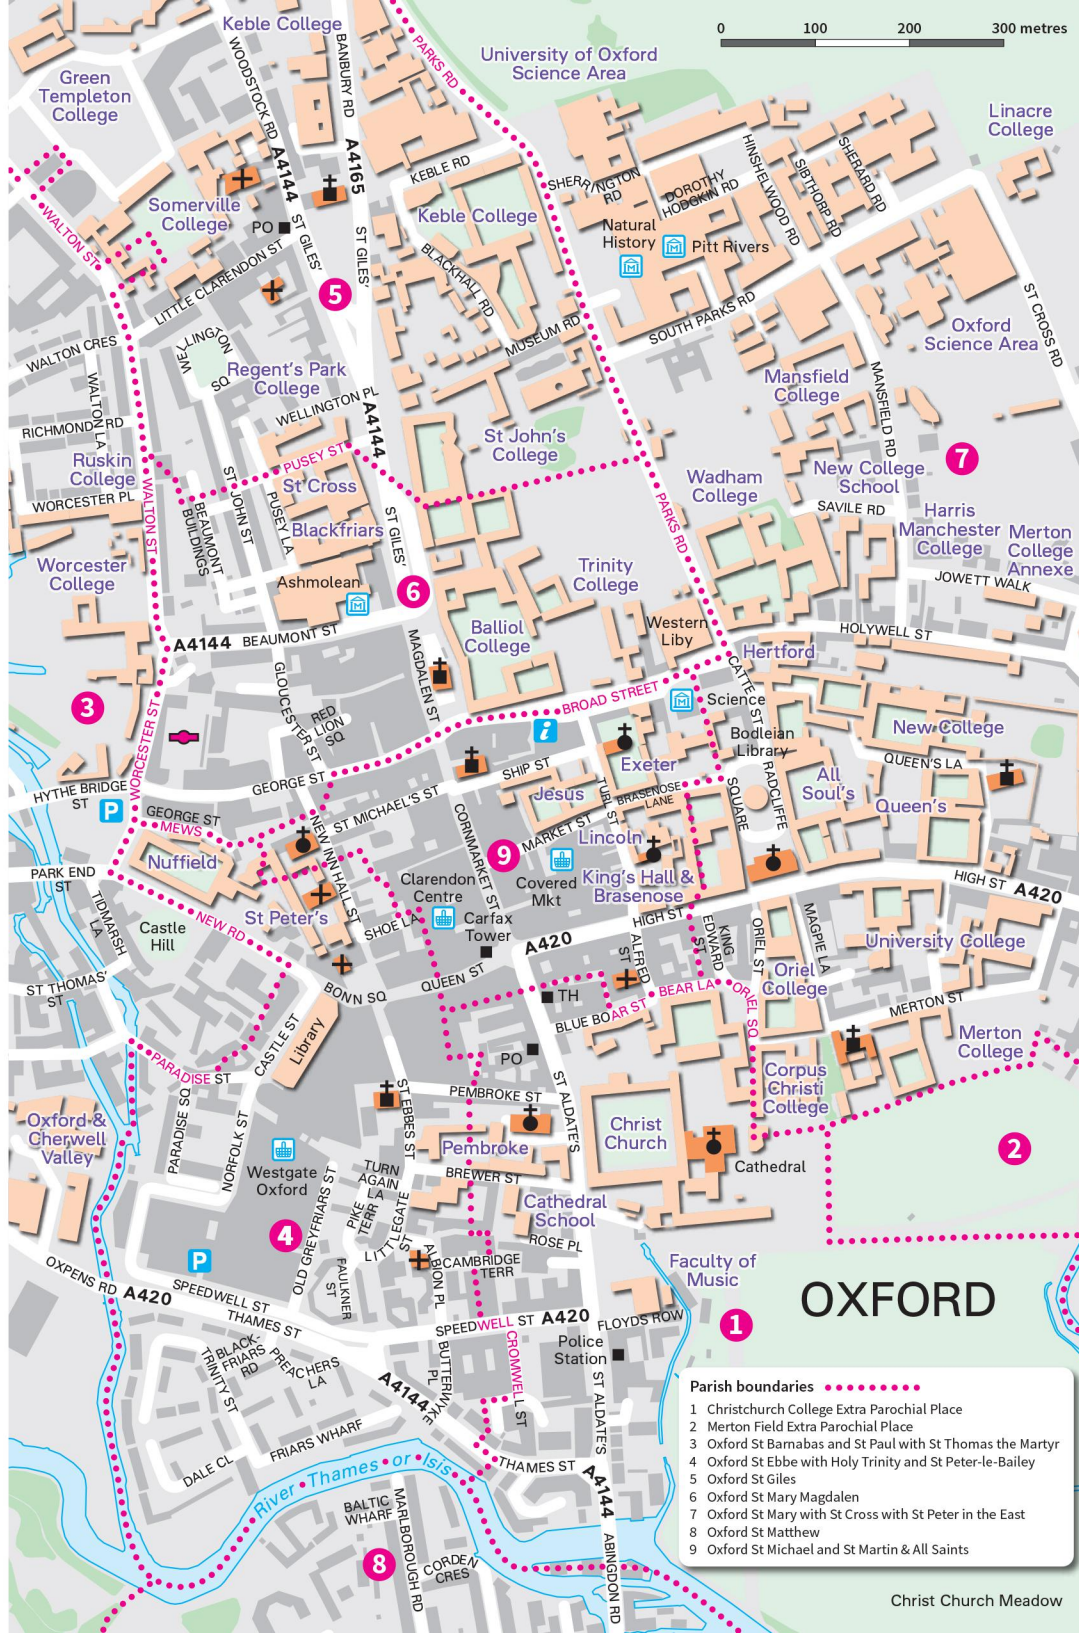 Keble College
0 100 200 300 metres
WOODSTOCK RD
BANBURY RD
PARKS RD
University of Oxford
Science Area
Green
Templeton
College
Linacre
College
A4144
A4165
KEBLE RD
SHERRINGTON
RD
DOROTHY
HODGKIN RD
HINSHELWOOD RD
SIBTHORP RD
SHERARD RD
Somerville
College
PO
Keble College
Natural
History
Pitt Rivers
WALTON ST
ST GILES'
ST GILES'
BLACKHALL RD
LITTLE CLARENDON ST
5
MUSEUM RD
SOUTH PARKS RD
ST CROSS RD
Oxford
Science Area
WALTON CRES
WELLINGTON
SQ
Regent's Park
College
WELLINGTON PL
A4144
Mansfield
College
MANSFIELD RD
WALTON LA
RICHMOND RD
PUSEY ST
St John's
College
7
Ruskin
College
St Cross
Wadham
College
New College
School
WORCESTER PL
WALTON ST
BEAUMONT
BUILDINGS
ST JOHN ST
PUSEY LA
Blackfriars
ST GILES'
PARKS RD
SAVILE RD
Harris
Manchester
College
Merton
College
Annexe
Worcester
College
Ashmolean
6
Trinity
College
JOWETT WALK
A4144 BEAUMONT ST
MAGDALEN ST
Balliol
College
Western
Liby
HOLYWELL ST
Hertford
3
GLOUCESTER ST
RED
LION
SQ
BROAD STREET
CATTE ST
Science
Bodleian
Library
New College
WORCESTER ST
Exeter
QUEEN'S LA
HYTHE BRIDGE
ST
P
GEORGE ST
SHIP ST
Jesus
TURL ST
BRASENOSE
LANE
RADCLIFFE
SQUARE
All
Soul's
Queen's
GEORGE ST
MEWS
ST MICHAEL'S ST
NEW INN HALL ST
CORNMARKET ST
MARKET ST
Lincoln
9
Nuffield
Clarendon
Centre
Covered
Mkt
King's Hall &
Brasenose
PARK END
ST
HIGH ST A420
St Peter's
NEW RD
SHOE LA
Carfax
Tower
HIGH ST
TIDMARSH
LA
Castle
Hill
A420
ALFRED
ST
KING
EDWARD
ST
ORIEL ST
MAGPIE LA
University College
ST THOMAS'
ST
BONN SQ
QUEEN ST
TH
BEAR LA
Oriel
College
ORIEL SQ
MERTON ST
BLUE BOAR ST
Library
CASTLE ST
PARADISE ST
PO
Merton
College
PARADISE SQ
NORFOLK ST
ST EBBES ST
PEMBROKE ST
ST ALDATE'S
Corpus
Christi
College
Oxford &
Cherwell
Valley
Christ
Church
Pembroke
2
Westgate
Oxford
TURN
AGAIN
LA
BREWER ST
Cathedral
OLD GREYFRIARS ST
PIKE
TERR
LITTLEGATE
ST
Cathedral
School
4
ROSE PL
P
FAULKNER
ST
ALBION PL
CAMBRIDGE
TERR
Faculty of
Music
OXPENS RD A420
SPEEDWELL ST
OXFORD
THAMES ST
SPEEDWELL ST A420
FLOYDS ROW
1
BLACK-
FRIARS
RD
PREACHERS
LA
TRINITY ST
BUTTERWYKE
PL
CROMWELL ST
Police
Station
A4144
ST ALDATE'S
FRIARS WHARF
DALE CL
THAMES ST
River Thames or Isis
A4144
BALTIC
WHARF
MARLBOROUGH RD
8
CORDEN
CRES
ABINGDON RD
Parish boundaries
1 Christchurch College Extra Parochial Place
2 Merton Field Extra Parochial Place
3 Oxford St Barnabas and St Paul with St Thomas the Martyr
4 Oxford St Ebbe with Holy Trinity and St Peter-le-Bailey
5 Oxford St Giles
6 Oxford St Mary Magdalen
7 Oxford St Mary with St Cross with St Peter in the East
8 Oxford St Matthew
9 Oxford St Michael and St Martin & All Saints
Christ Church Meadow